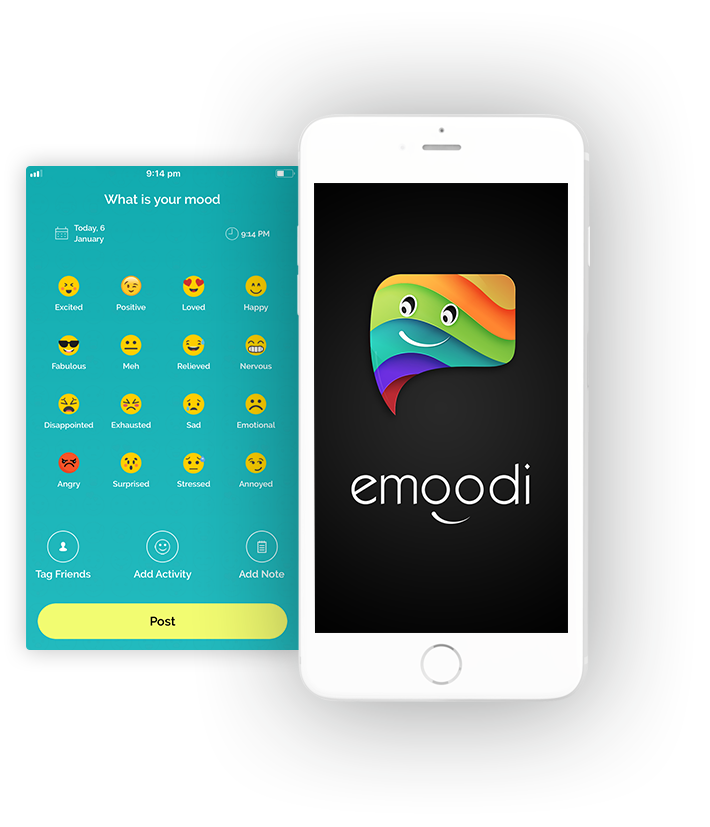 9:14 pm
What is your mood
Today, 6
January
9:14 PM
Excited Positive Loved Happy
Fabulous Meh Relieved Nervous
Disappointed Exhausted Sad Emotional
Angry Surprised Stressed Annoyed
Tag Friends Add Activity Add Note
Post
emoodi